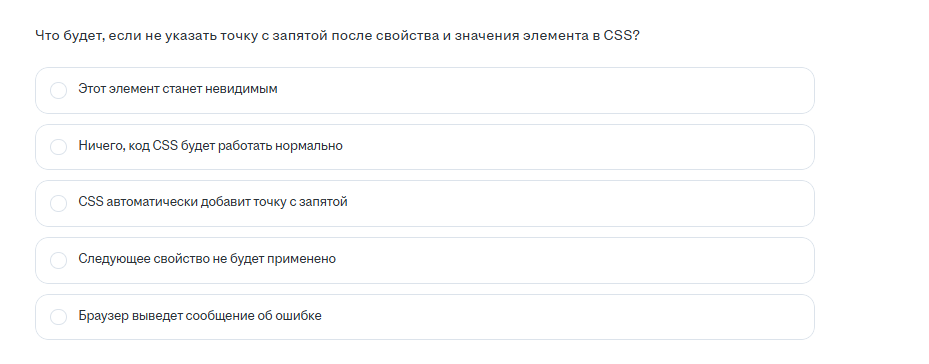 Что будет, если не указать точку с запятой после свойства и значения элемента в CSS?
Этот элемент станет невидимым
Ничего, код CSS будет работать нормально
CSS автоматически добавит точку с запятой
Следующее свойство не будет применено
Браузер выведет сообщение об ошибке